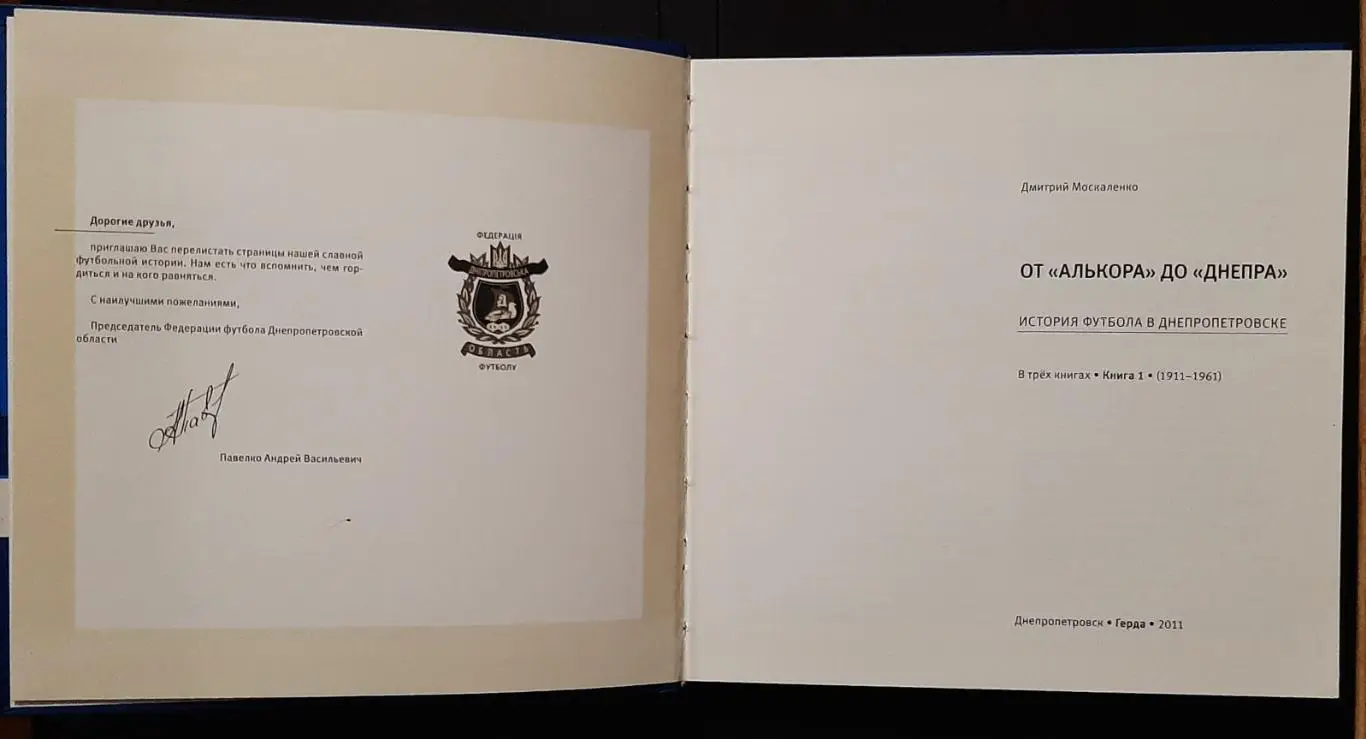 Дорогие друзья,
приглашаю Вас перелистать страницы нашей славной
футбольной истории. Нам есть что вспомнить, чем гор-
диться и на кого равняться.
С наилучшими пожеланиями,
Председатель Федерации футбола Днепропетровской
области
Павелко Андрей Васильевич
ФЕДЕРАЦІЯ
ДНІПРОПЕТРОВСЬКА
ОБЛАСТЬ
ФУТБОЛУ
Дмитрий Москаленко
ОТ «АЛЬКОРА» ДО «ДНЕПРА»
ИСТОРИЯ ФУТБОЛА В ДНЕПРОПЕТРОВСКЕ
В трёх книгах • Книга 1 • (1911–1961)
Днепропетровск • Герда • 2011